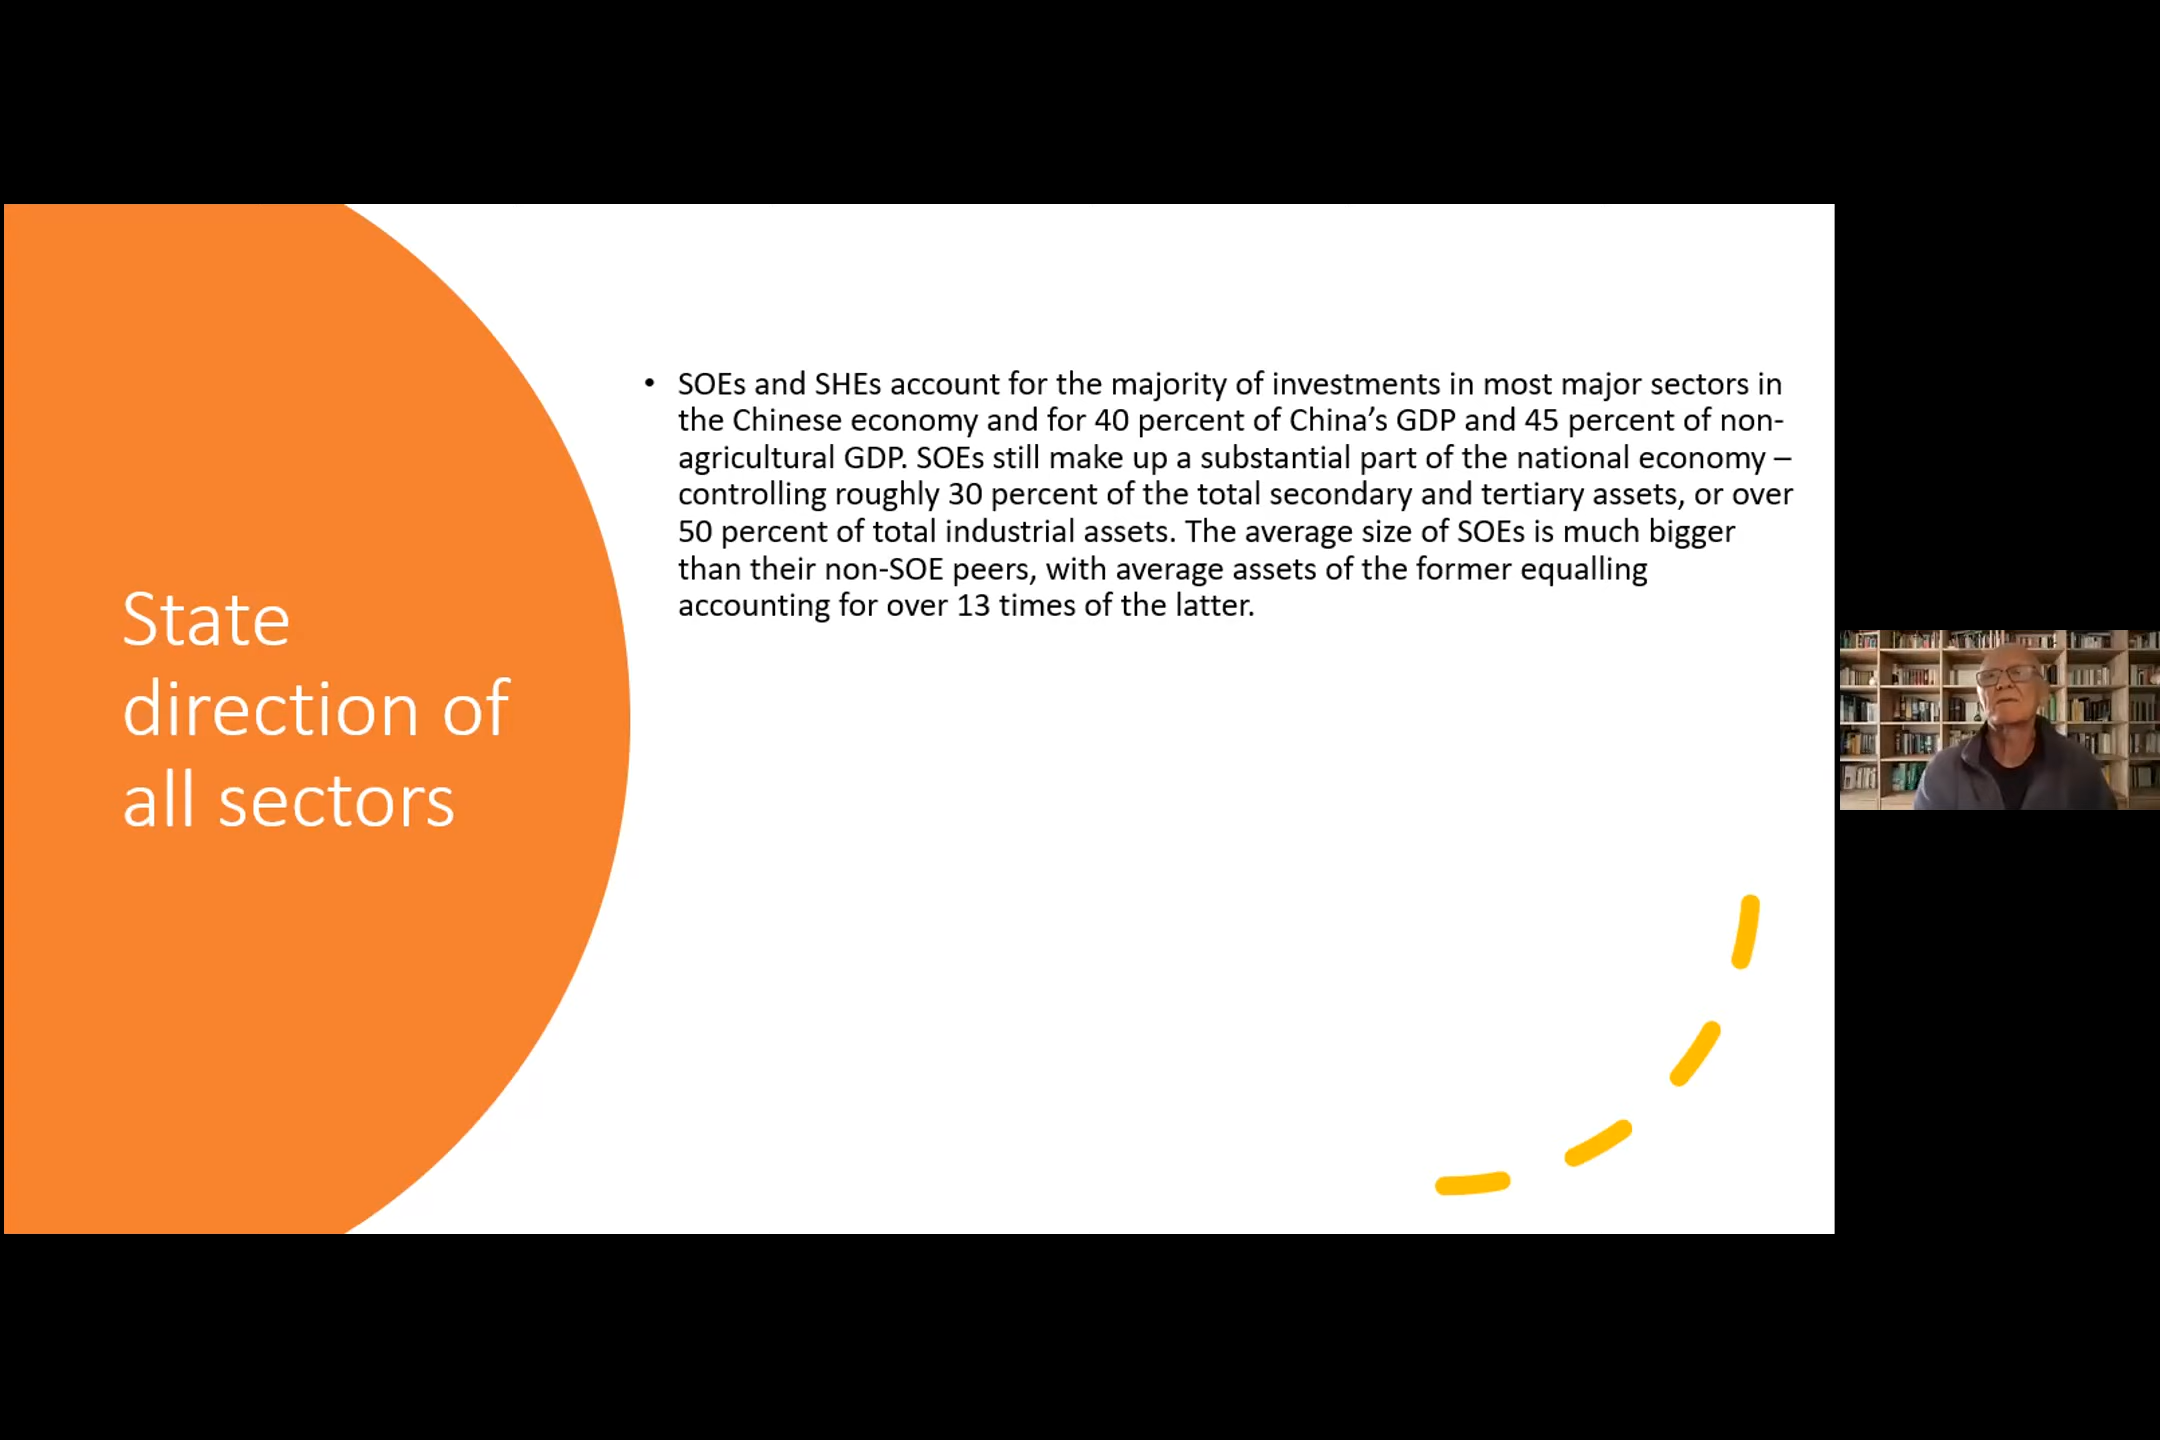 State
direction of
all sectors
• SOEs and SHEs account for the majority of investments in most major sectors in
the Chinese economy and for 40 percent of China’s GDP and 45 percent of non-
agricultural GDP. SOEs still make up a substantial part of the national economy –
controlling roughly 30 percent of the total secondary and tertiary assets, or over
50 percent of total industrial assets. The average size of SOEs is much bigger
than their non-SOE peers, with average assets of the former equalling
accounting for over 13 times of the latter.